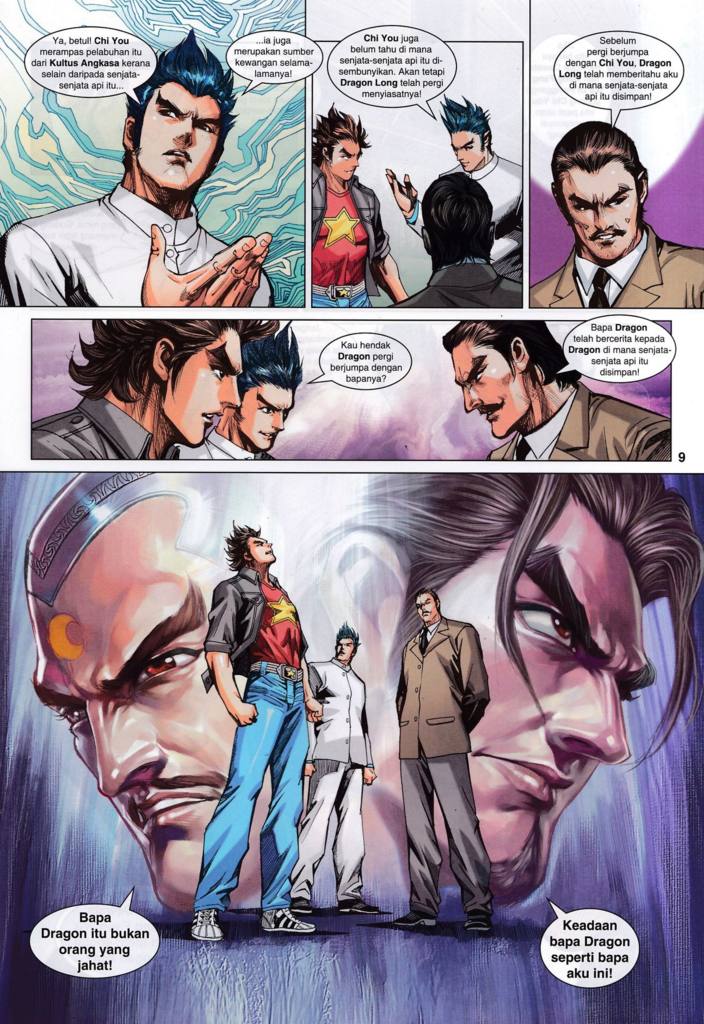 Ya, betul! Chi You
merampas pelabuhan itu
dari Kultus Angkasa kerana
selain daripada senjata-
senjata api itu...
...ia juga
merupakan sumber
kewangan selama-
lamanya!
Chi You juga
belum tahu di mana
senjata-senjata api itu di-
sembunyikan. Akan tetapi
Dragon Long telah pergi
menyiasatnya!
Sebelum
pergi berjumpa
dengan Chi You, Dragon
Long telah memberitahu aku
di mana senjata-senjata
api itu disimpan!
Kau hendak
Dragon pergi
berjumpa dengan
bapanya?
Bapa Dragon
telah bercerita kepada
Dragon di mana senjata-
senjata api itu
disimpan!
9
Bapa
Dragon itu bukan
orang yang
jahat!
Keadaan
bapa Dragon
seperti bapa
aku ini!